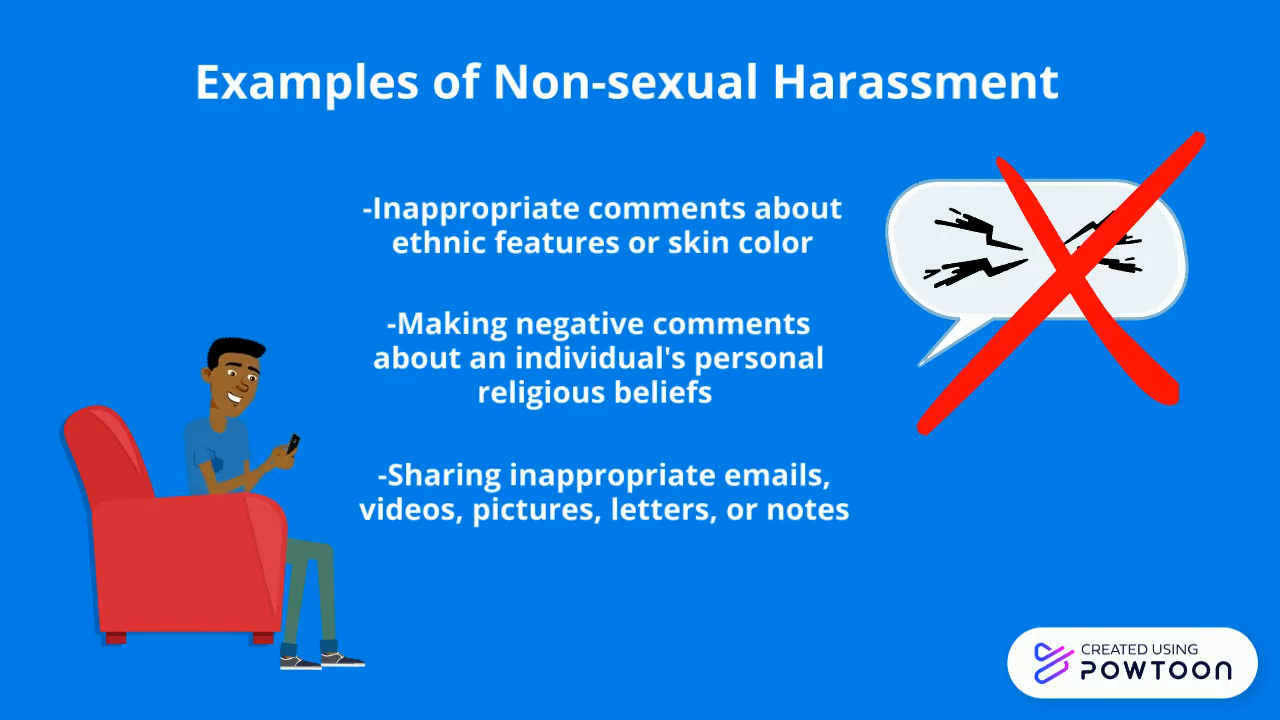 Examples of Non-sexual Harassment
-Inappropriate comments about
ethnic features or skin color
-Making negative comments
about an individual's personal
religious beliefs
-Sharing inappropriate emails,
videos, pictures, letters, or notes
CREATED USING
POWTOON